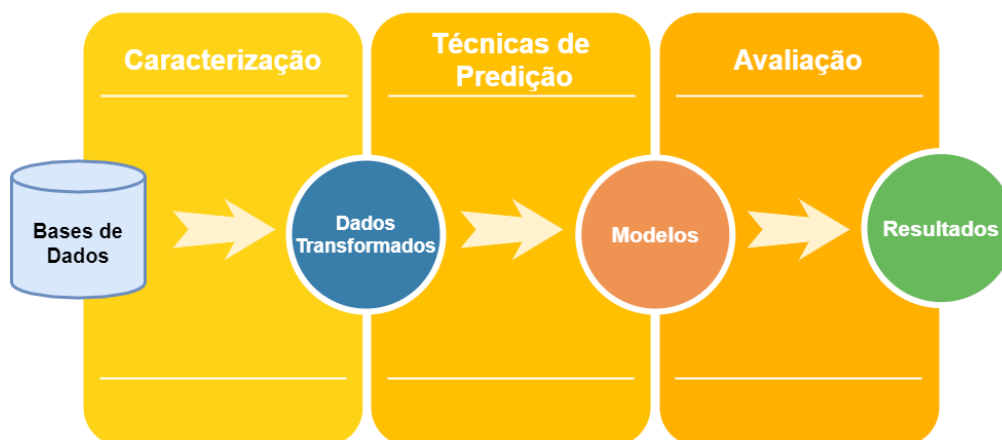 Caracterização
Técnicas de
Predição
Avaliação
Bases de
Dados
Dados
Transformados
Modelos
Resultados